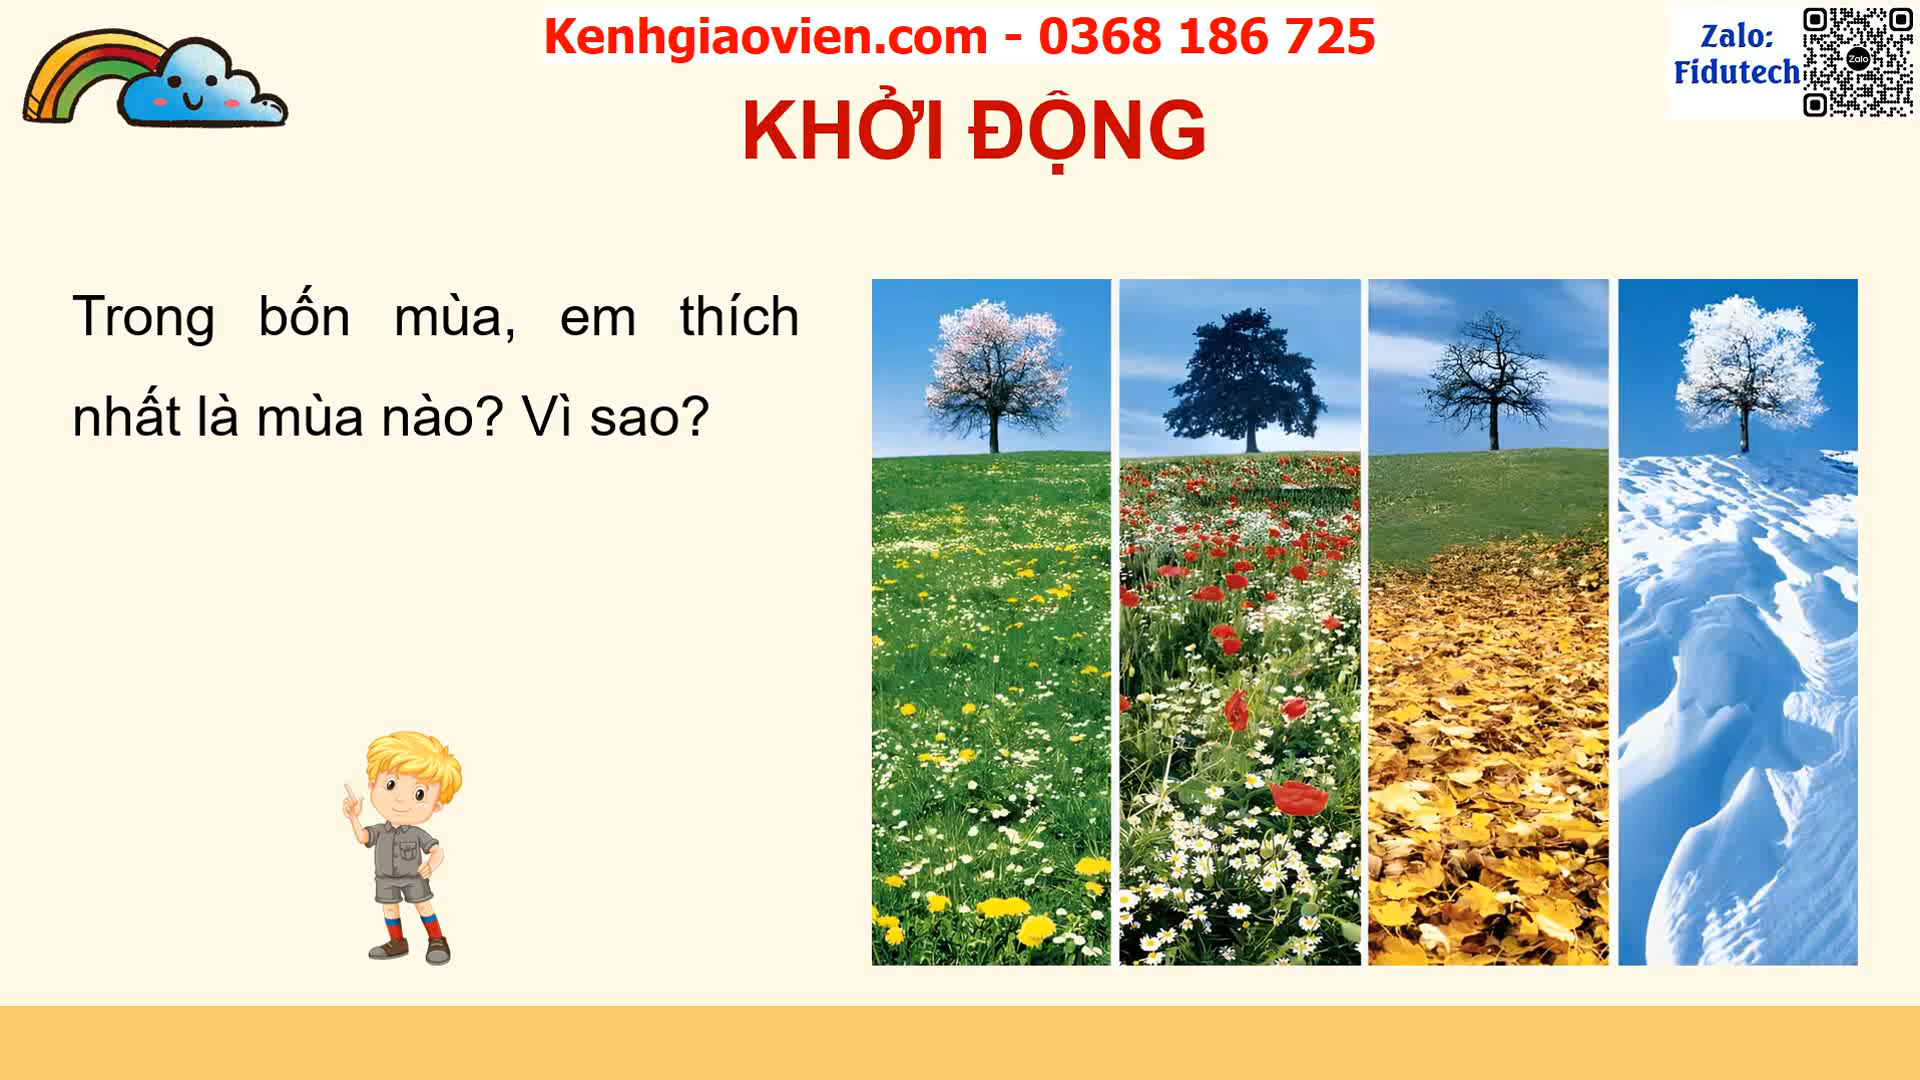 Kenhgiaovien.com - 0368 186 725
Zalo:
Fidutech
Zalo
KHỞI ĐỘNG
Trong bốn mùa, em thích
nhất là mùa nào? Vì sao?